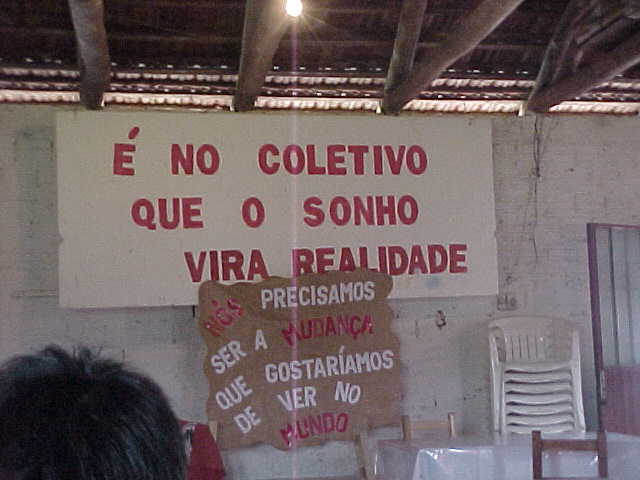 É NO COLETIVO
QUE O SONHO
VIRA REALIDADE
NÓS PRECISAMOS
SER A MUDANÇA
QUE GOSTARÍAMOS
DE VER NO
MUNDO